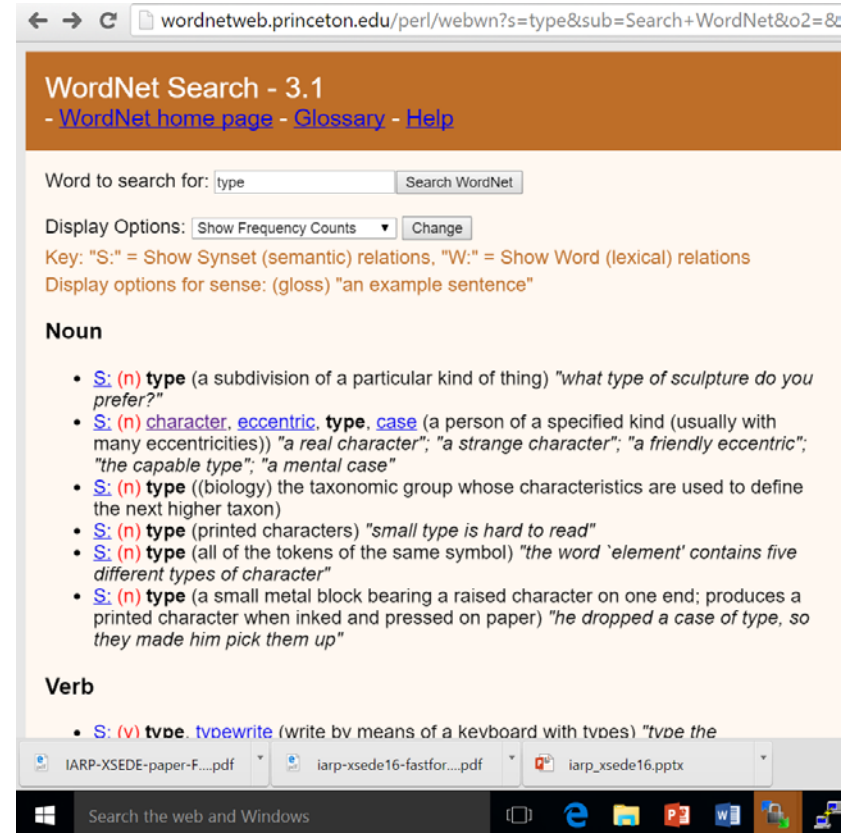 wordnetweb.princeton.edu/perl/webwn?s=type&sub=Search+WordNet&o2=&
WordNet Search - 3.1
- WordNet home page - Glossary - Help
Word to search for: type Search WordNet
Display Options: Show Frequency Counts Change
Key: "S:" = Show Synset (semantic) relations, "W:" = Show Word (lexical) relations
Display options for sense: (gloss) "an example sentence"
Noun
• S: (n) type (a subdivision of a particular kind of thing) "what type of sculpture do you
prefer?"
• S: (n) character, eccentric, type, case (a person of a specified kind (usually with
many eccentricities)) "a real character"; "a strange character"; "a friendly eccentric";
"the capable type"; "a mental case"
• S: (n) type ((biology) the taxonomic group whose characteristics are used to define
the next higher taxon)
• S: (n) type (printed characters) "small type is hard to read"
• S: (n) type (all of the tokens of the same symbol) "the word `element' contains five
different types of character"
• S: (n) type (a small metal block bearing a raised character on one end; produces a
printed character when inked and pressed on paper) "he dropped a case of type, so
they made him pick them up"
Verb
• S: (v) type, typewrite (write by means of a keyboard with types) "type the
IARP-XSEDE-paper-F....pdf iarp-xsede16-fastfor....pdf iarp_xsede16.pptx
Search the web and Windows